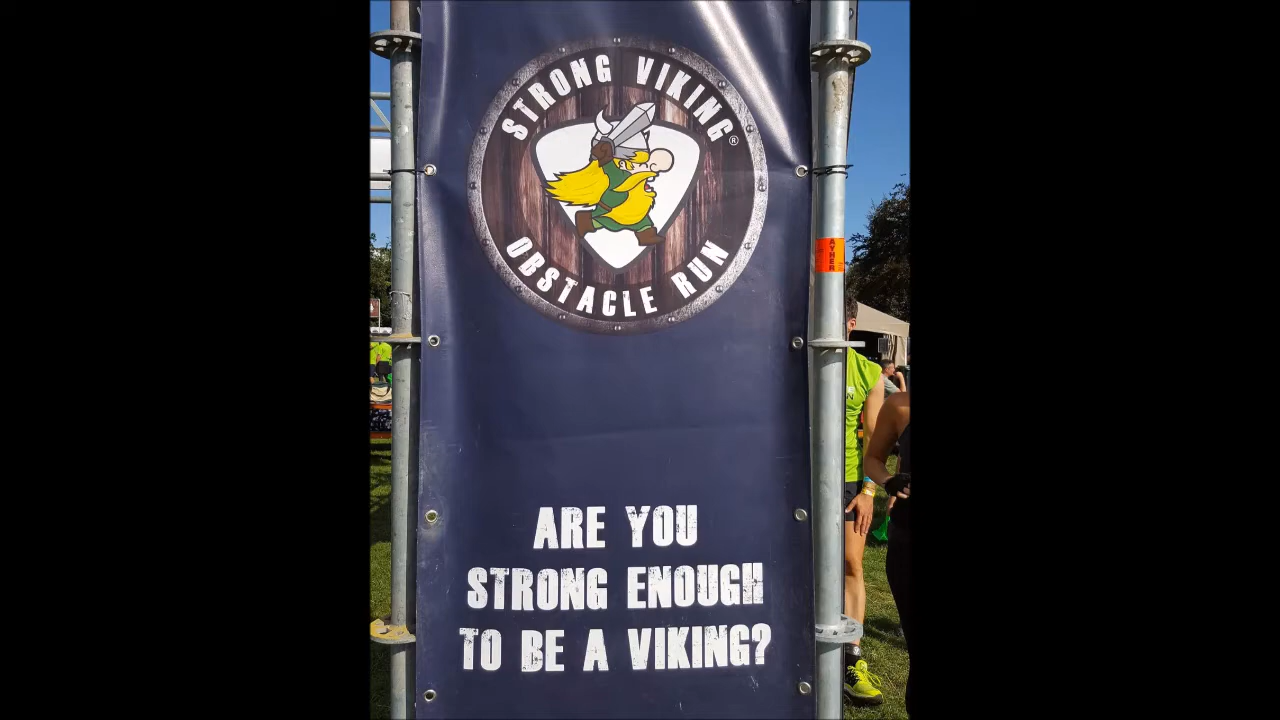 STRONG VIKING®
OBSTACLE RUN
ARE YOU
STRONG ENOUGH
TO BE A VIKING?